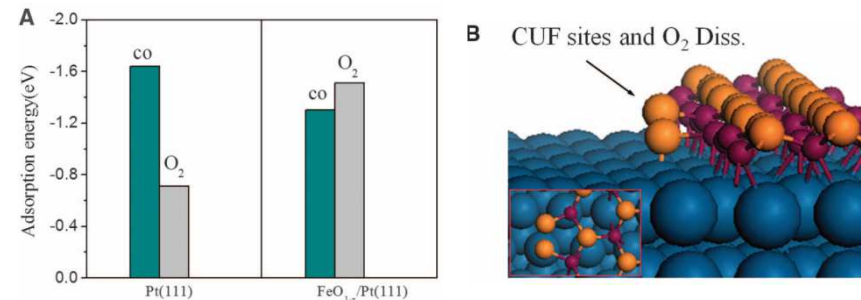 A
Adsorption energy(eV)
-2.0
-1.6
-1.2
-0.8
-0.4
0.0
co
O2
co
O2
Pt(111)
FeO1-x/Pt(111)
B
CUF sites and O2 Diss.